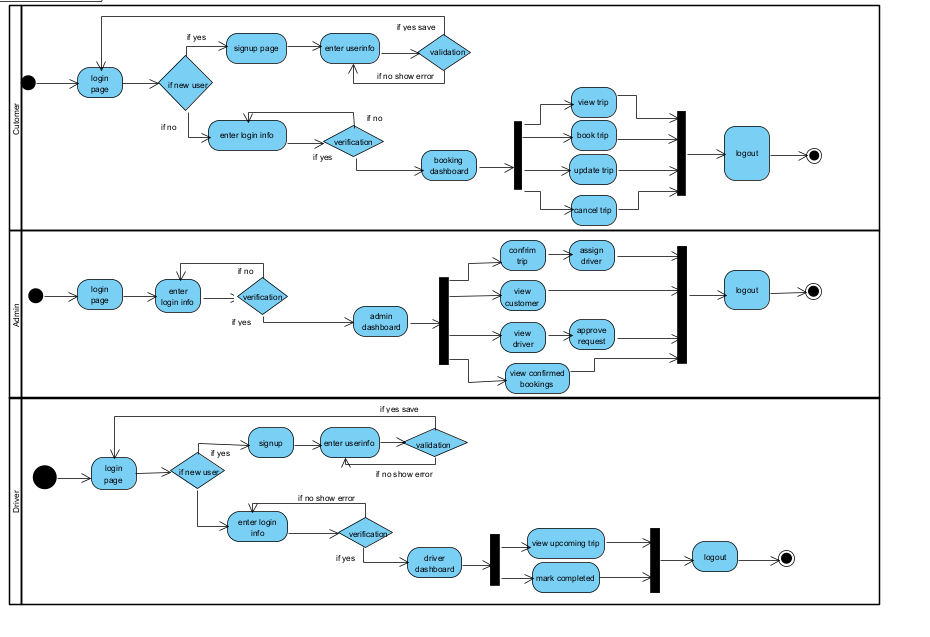 Cutomer
if yes save
if yes
signup page
enter userinfo
validation
if no show error
login
page
if new user
if no
enter login info
if no
verification
if yes
booking
dashboard
view trip
book trip
update trip
cancel trip
logout
Admin
login
page
enter
login info
if no
verification
if yes
admin
dashboard
confrim
trip
assign
driver
view
customer
view
driver
approve
request
view confirmed
bookings
logout
Driver
if yes save
if yes
signup
enter userinfo
validation
if no show error
login
page
if new user
if no show error
enter login
info
verification
if yes
driver
dashboard
view upcoming trip
mark completed
logout